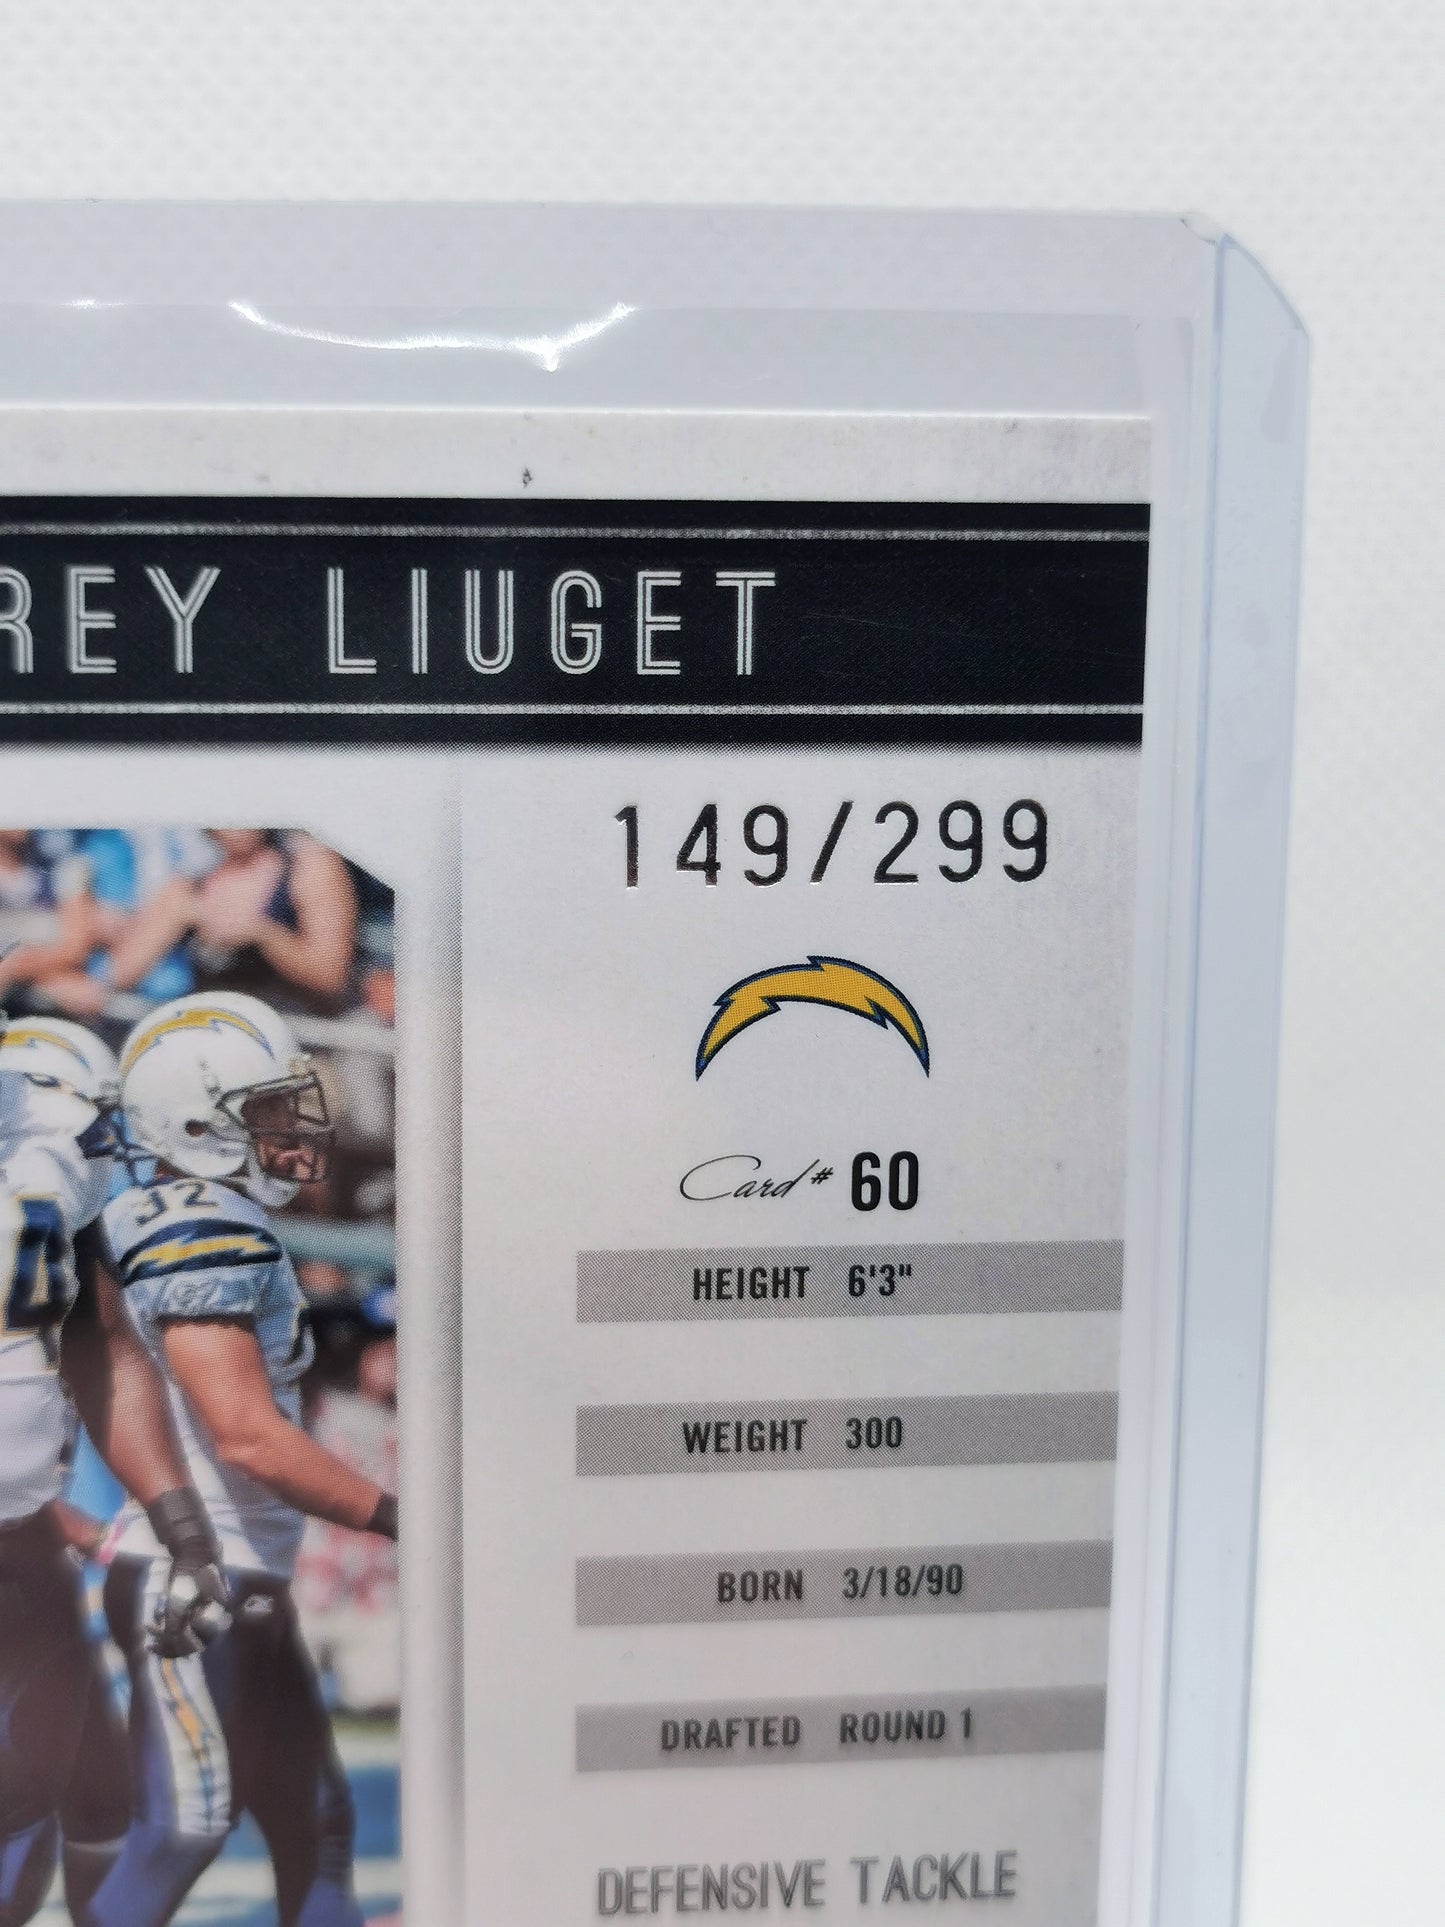 REY LIUGET
149/299
Card # 60
HEIGHT 6'3"
WEIGHT 300
BORN 3/18/90
DRAFTED ROUND 1
DEFENSIVE TACKLE
32